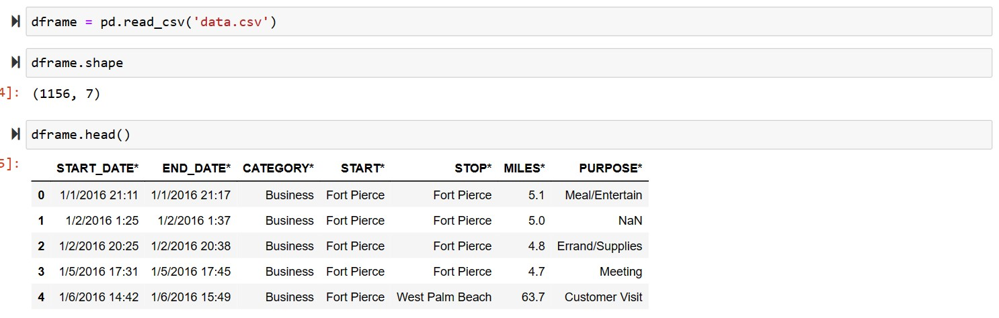 dframe = pd.read_csv('data.csv')
dframe.shape
4]: (1156, 7)
dframe.head()
5]:
START_DATE* END_DATE* CATEGORY* START* STOP* MILES* PURPOSE*
0 1/1/2016 21:11 1/1/2016 21:17 Business Fort Pierce Fort Pierce 5.1 Meal/Entertain
1 1/2/2016 1:25 1/2/2016 1:37 Business Fort Pierce Fort Pierce 5.0 NaN
2 1/2/2016 20:25 1/2/2016 20:38 Business Fort Pierce Fort Pierce 4.8 Errand/Supplies
3 1/5/2016 17:31 1/5/2016 17:45 Business Fort Pierce Fort Pierce 4.7 Meeting
4 1/6/2016 14:42 1/6/2016 15:49 Business Fort Pierce West Palm Beach 63.7 Customer Visit